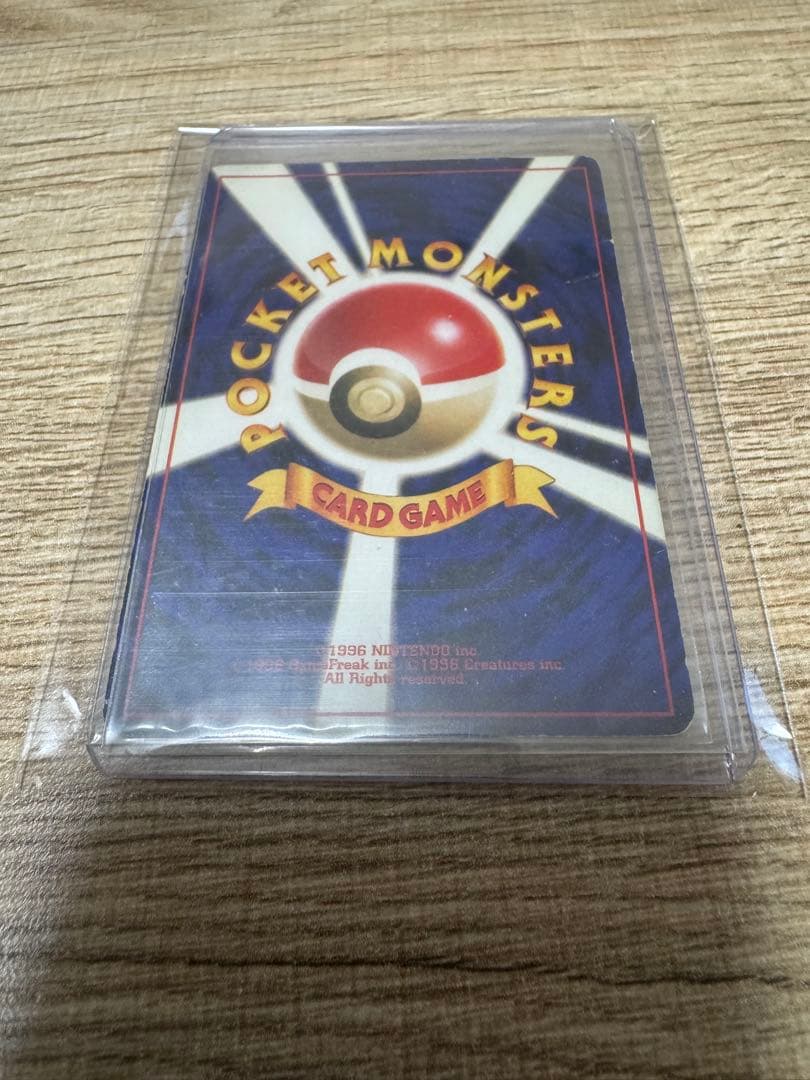 POCKET MONSTERS
CARD GAME
©1996 NINTENDO inc.
©1996 GameFreak inc. ©1996 Creatures inc.
All Rights reserved.